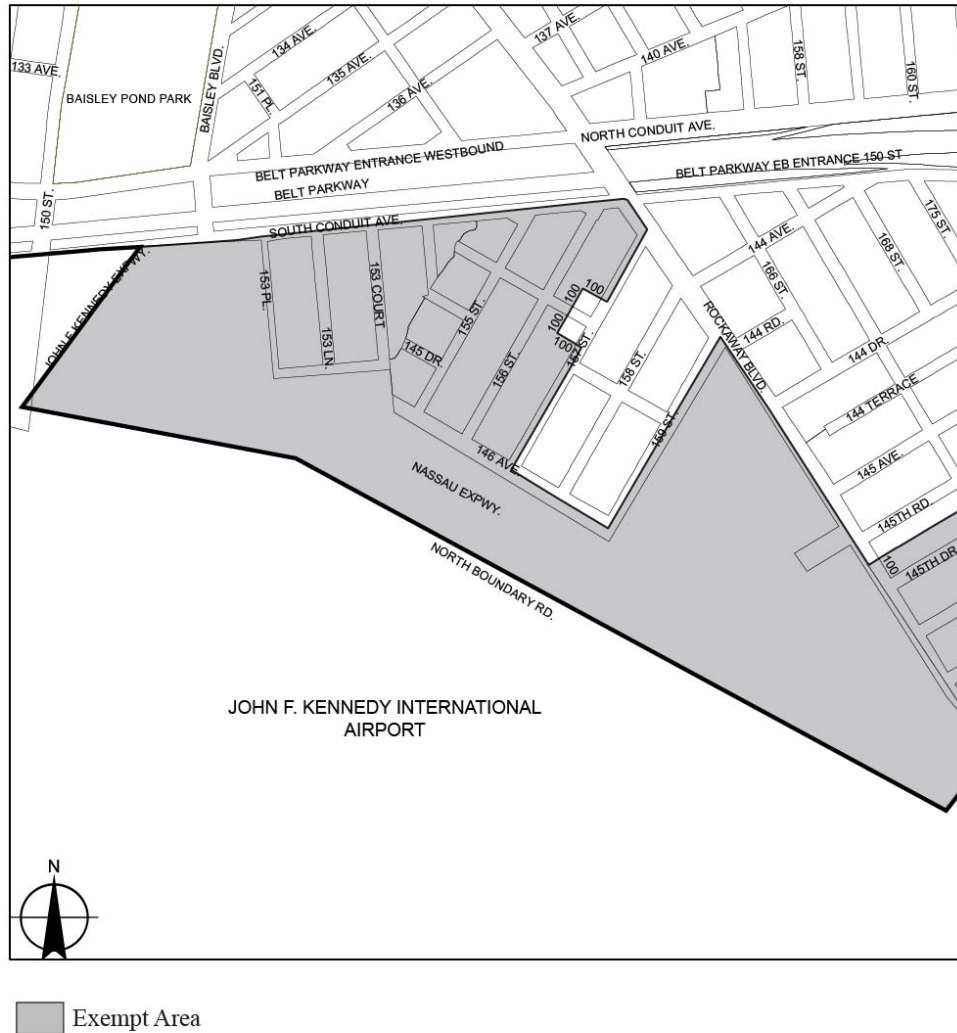 137 AVE.
134 AVE.
140 AVE.
158 ST.
160 ST.
133 AVE.
135 AVE.
151 PL.
BAISLEY BLVD.
BAISLEY POND PARK
136 AVE.
NORTH CONDUIT AVE.
BELT PARKWAY ENTRANCE WESTBOUND
BELT PARKWAY EB ENTRANCE 150 ST
BELT PARKWAY
150 ST.
SOUTH CONDUIT AVE.
175 ST.
144 AVE.
168 ST.
166 ST.
JOHN F KENNEDY EXPWY.
153 PL.
153 COURT
153 LN.
155 ST.
145 DR.
156 ST.
100
100
100
100
157 ST.
158 ST.
159 ST.
ROCKAWAY BLVD.
144 RD.
144 DR.
144 TERRACE
145 AVE.
145TH RD.
100
145TH DR
146 AVE.
NASSAU EXPWY.
NORTH BOUNDARY RD.
JOHN F. KENNEDY INTERNATIONAL
AIRPORT
N
Exempt Area